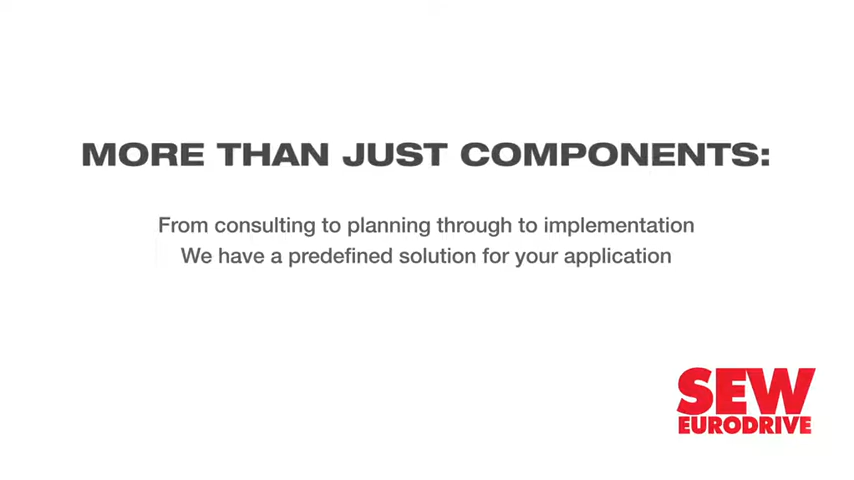 MORE THAN JUST COMPONENTS:
From consulting to planning through to implementation
We have a predefined solution for your application
SEW
EURODRIVE